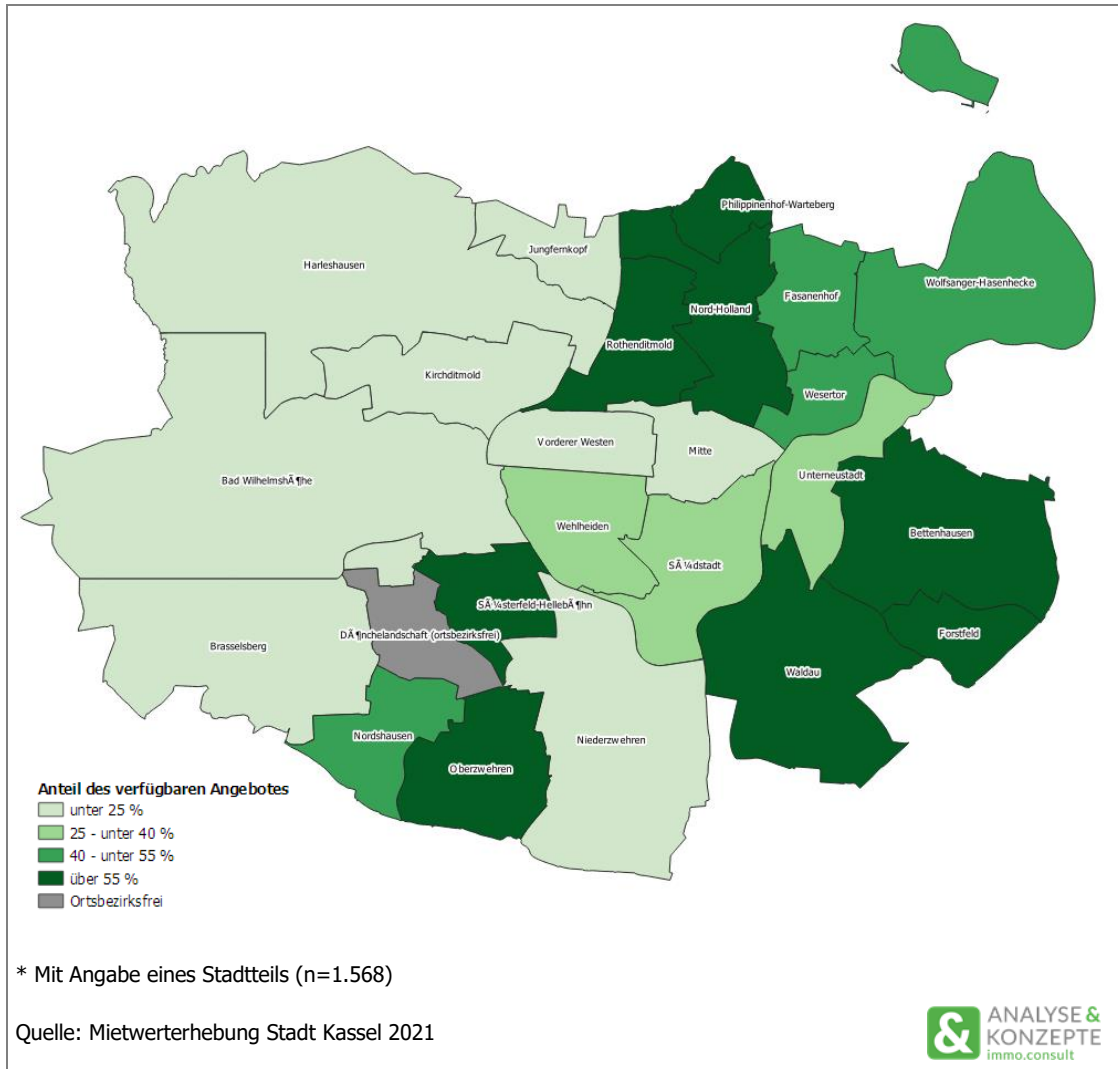 Philippinenhof-Warteberg
Jungfernkopf
Harleshausen
Wolfsanger-Hasenhecke
Fasanenhof
Nord-Holland
Rothenditmold
Kirchditmold
Wesertor
Vorderer Westen
Mitte
Unterneustadt
Bad WilhelmshÃ¶he
Wehlheiden
Bettenhausen
SÃ¼dstadt
SÃ¼sterfeld-HellebÃ¶hn
DÃ¶nchelandschaft (ortsbezirksfrei)
Forstfeld
Brasselsberg
Waldau
Nordshausen
Niederzwehren
Oberzwehren
Anteil des verfügbaren Angebotes
unter 25 %
25 - unter 40 %
40 - unter 55 %
über 55 %
Ortsbezirksfrei
* Mit Angabe eines Stadtteils (n=1.568)
Quelle: Mietwerterhebung Stadt Kassel 2021
&
ANALYSE &
KONZEPTE
immo.consult